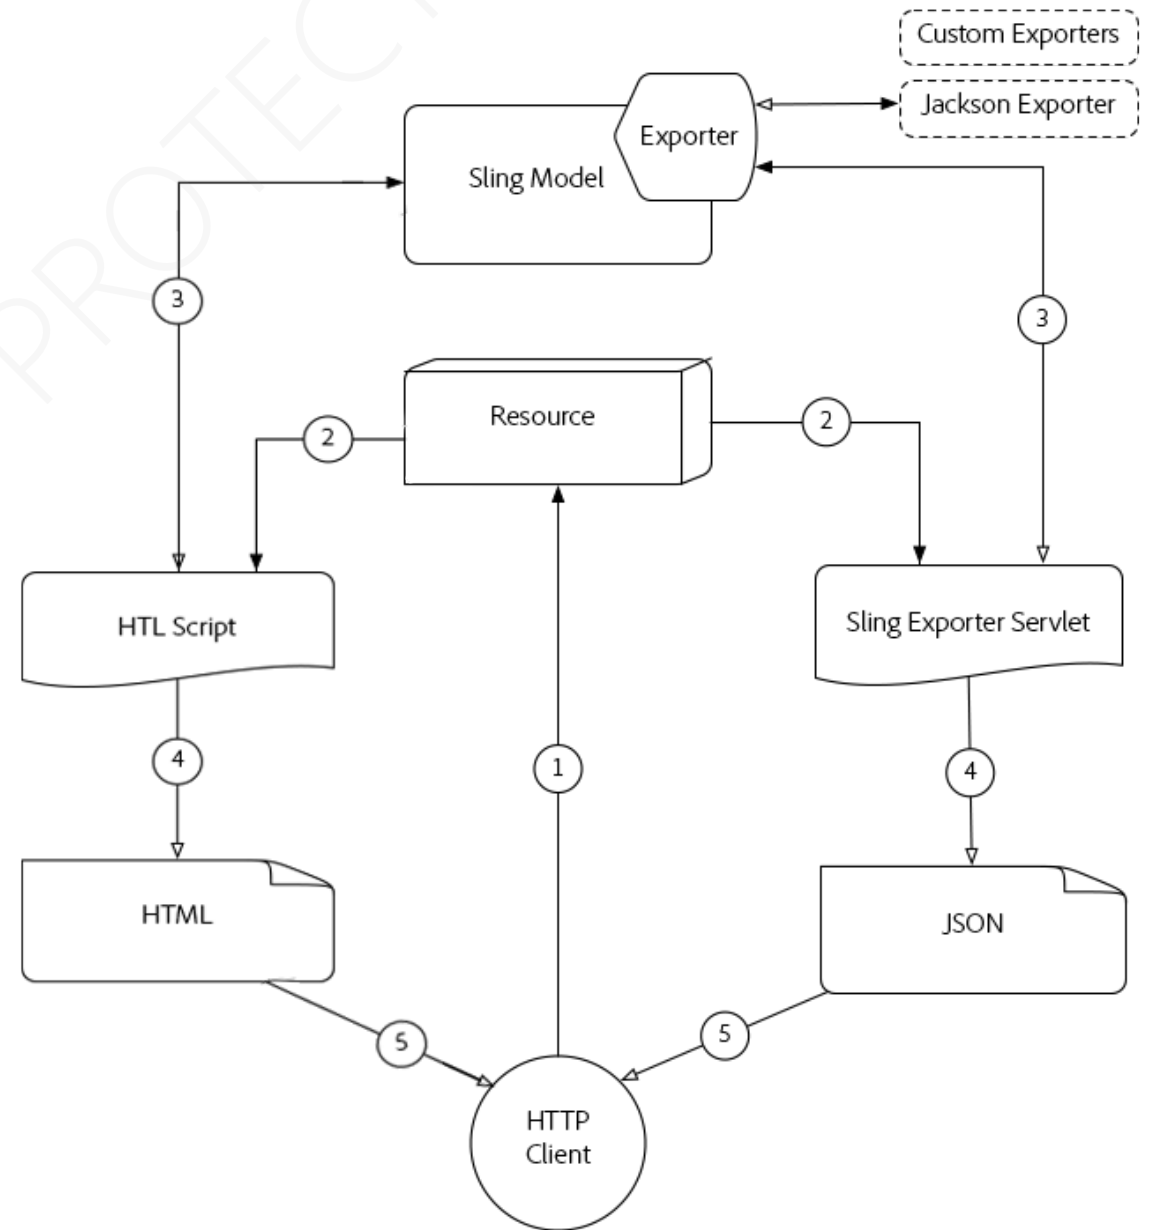 Custom Exporters
Jackson Exporter
Exporter
Sling Model
3
3
Resource
2
2
HTL Script
Sling Exporter Servlet
4
1
4
HTML
JSON
5
5
HTTP
Client
PROTEC